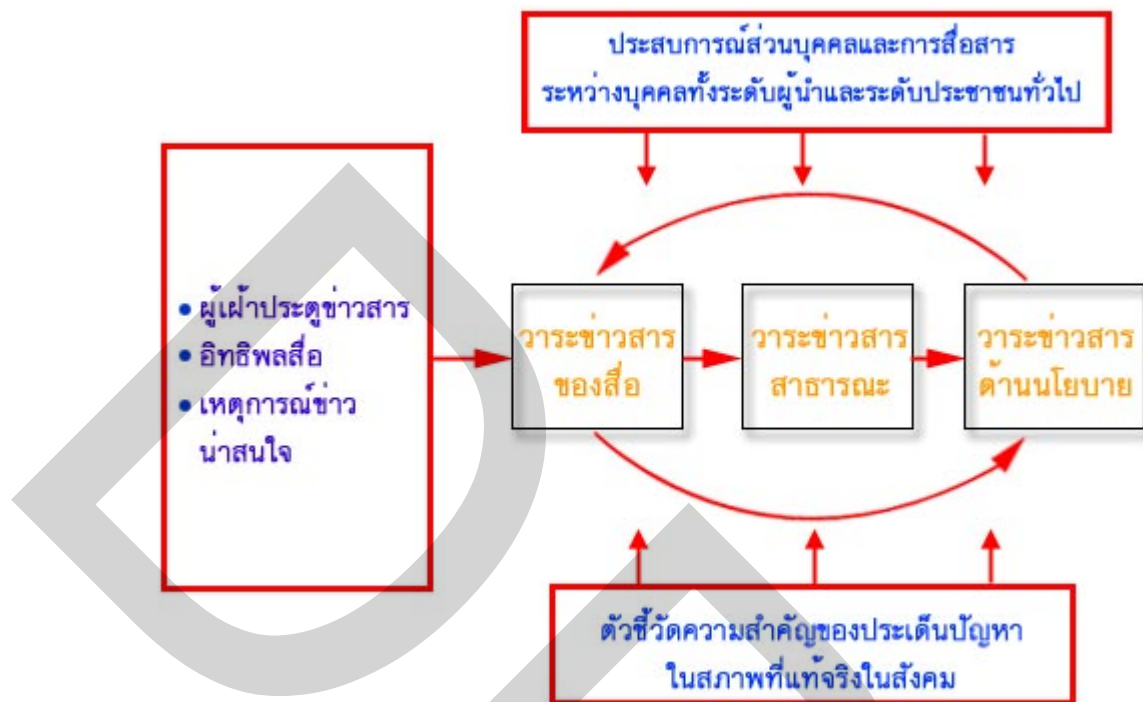 ประสบการณ์ส่วนบุคคลและการสื่อสาร
ระหว่างบุคคลทั้งระดับผู้นำและระดับประชาชนทั่วไป
• ผู้เฝ้าประตูข่าวสาร
• อิทธิพลสื่อ
• เหตุการณ์ข่าว
น่าสนใจ
วาระข่าวสาร
ของสื่อ
วาระข่าวสาร
สาธารณะ
วาระข่าวสาร
ด้านนโยบาย
ตัวชี้วัดความสำคัญของประเด็นปัญหา
ในสภาพที่แท้จริงในสังคม